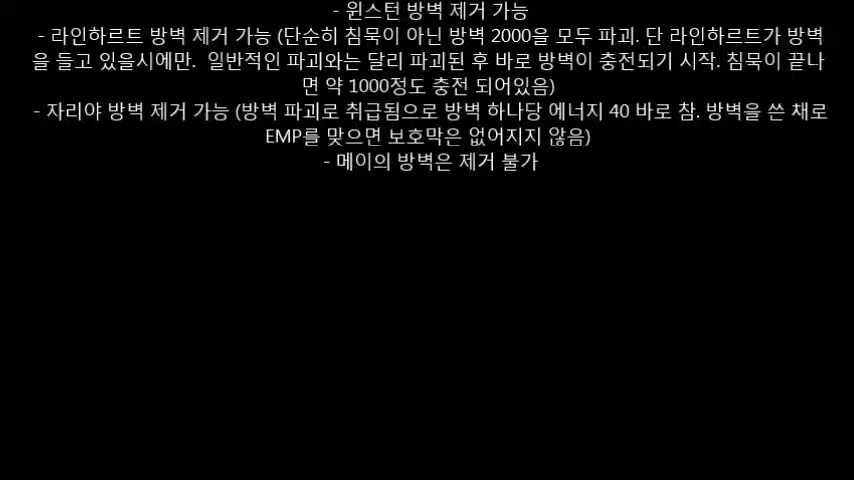 - 윈스턴 방벽 제거 가능
- 라인하르트 방벽 제거 가능 (단순히 침묵이 아닌 방벽 2000을 모두 파괴. 단 라인하르트가 방벽
을 들고 있을시에만.  일반적인 파괴와는 달리 파괴된 후 바로 방벽이 충전되기 시작. 침묵이 끝나
면 약 1000정도 충전 되어있음)
- 자리야 방벽 제거 가능 (방벽 파괴로 취급됨으로 방벽 하나당 에너지 40 바로 참. 방벽을 쓴 채로
EMP를 맞으면 보호막은 없어지지 않음)
- 메이의 방벽은 제거 불가